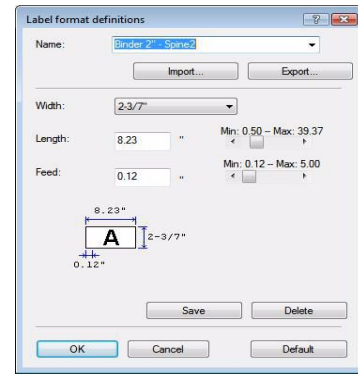 Label format definitions
Name: Binder 2" - Spine2
Import... Export...
Width: 2-3/7"
Length: 8.23 " Min: 0.50 – Max: 39.37
Feed: 0.12 " Min: 0.12 – Max: 5.00
8.23"
A 2-3/7"
0.12"
Save Delete
OK Cancel Default